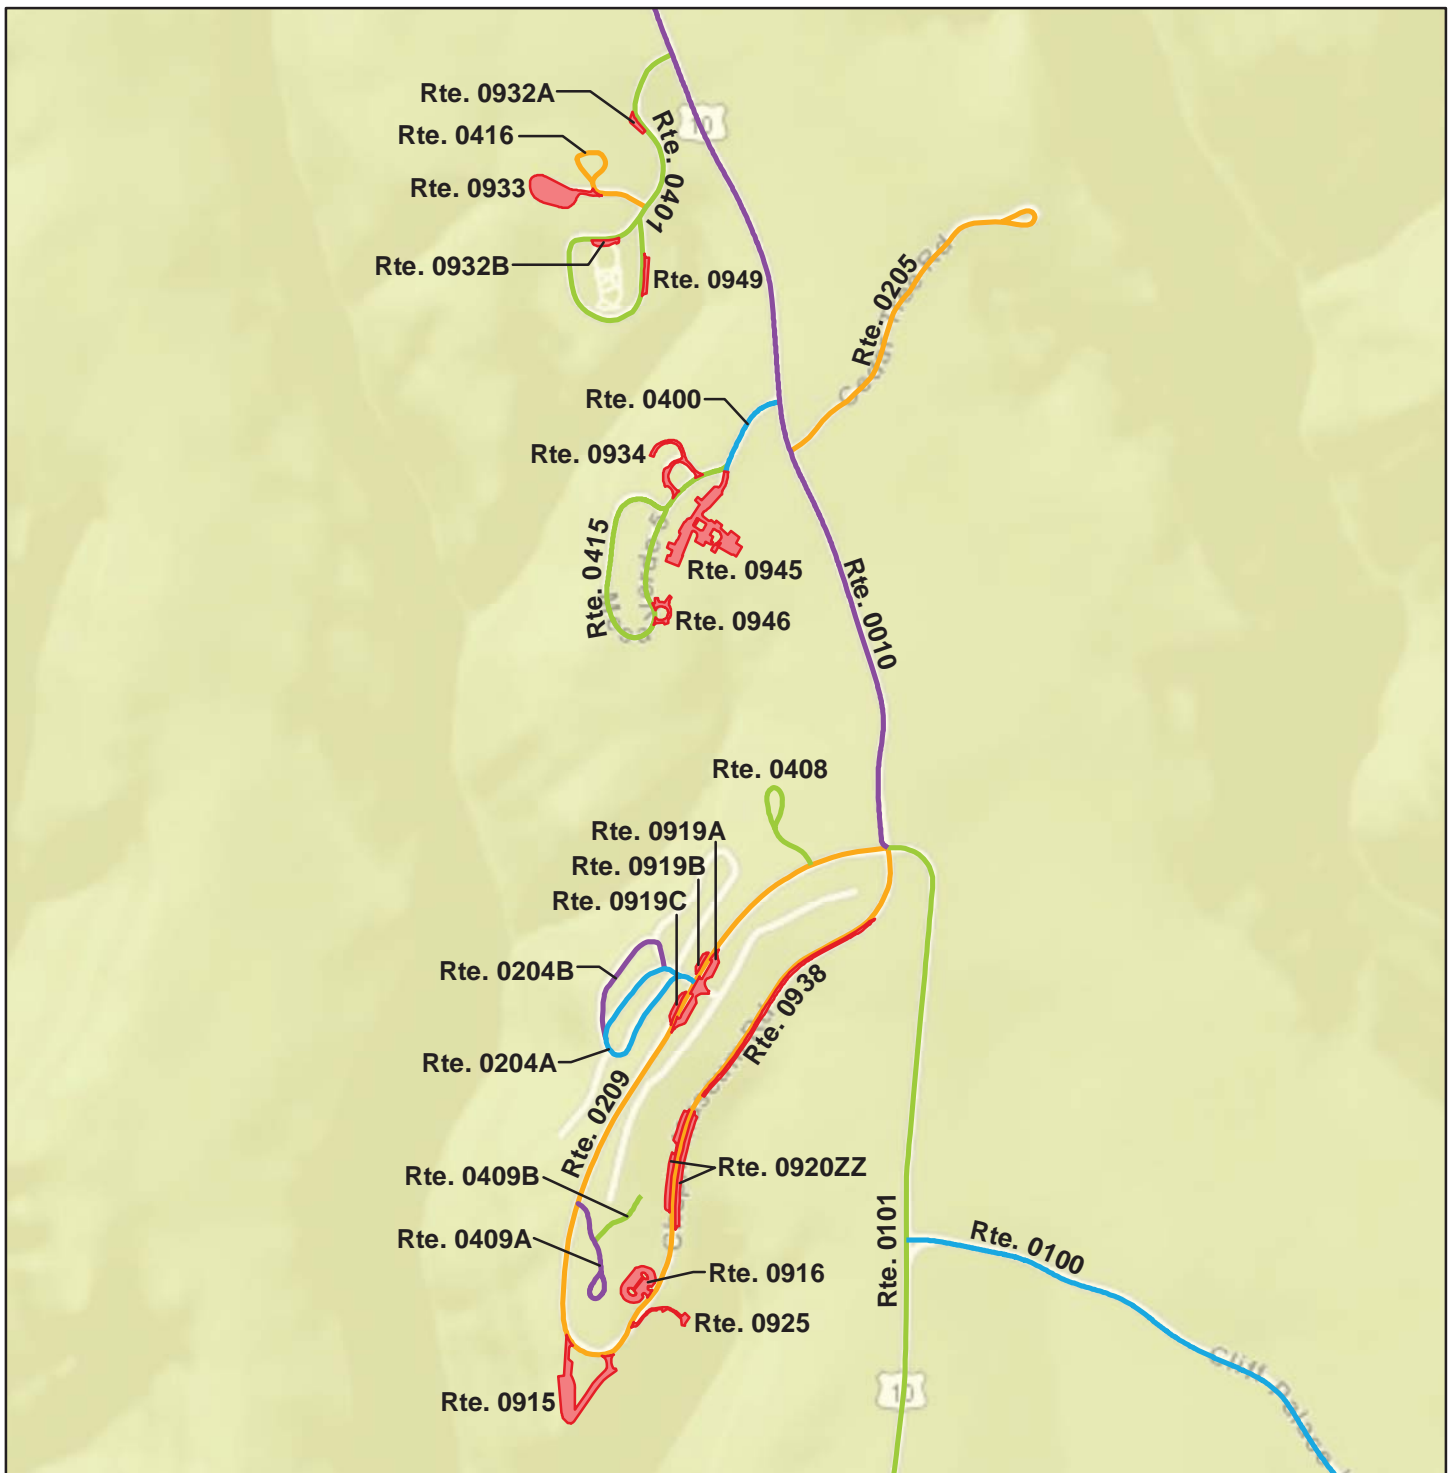 Rte. 0932A
10
Rte. 0416
Rte. 0401
Rte. 0933
Rte. 0932B
Rte. 0949
Rte. 0205
Rte. 0400
Rte. 0934
Rte. 0415
Rte. 0945
Rte. 0946
Rte. 0010
Rte. 0408
Rte. 0919A
Rte. 0919B
Rte. 0919C
Rte. 0204B
Rte. 0938
Rte. 0204A
Rte. 0209
Rte. 0920ZZ
Rte. 0409B
Rte. 0101
Rte. 0409A
Rte. 0100
Rte. 0916
Rte. 0925
Cliff Palace
10
Rte. 0915